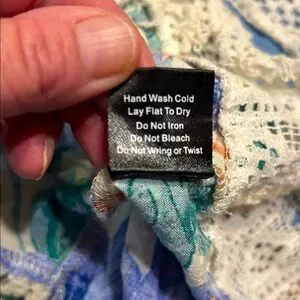 Hand Wash Cold
Lay Flat To Dry
Do Not Iron
Do Not Bleach
Do Not Wring or Twist